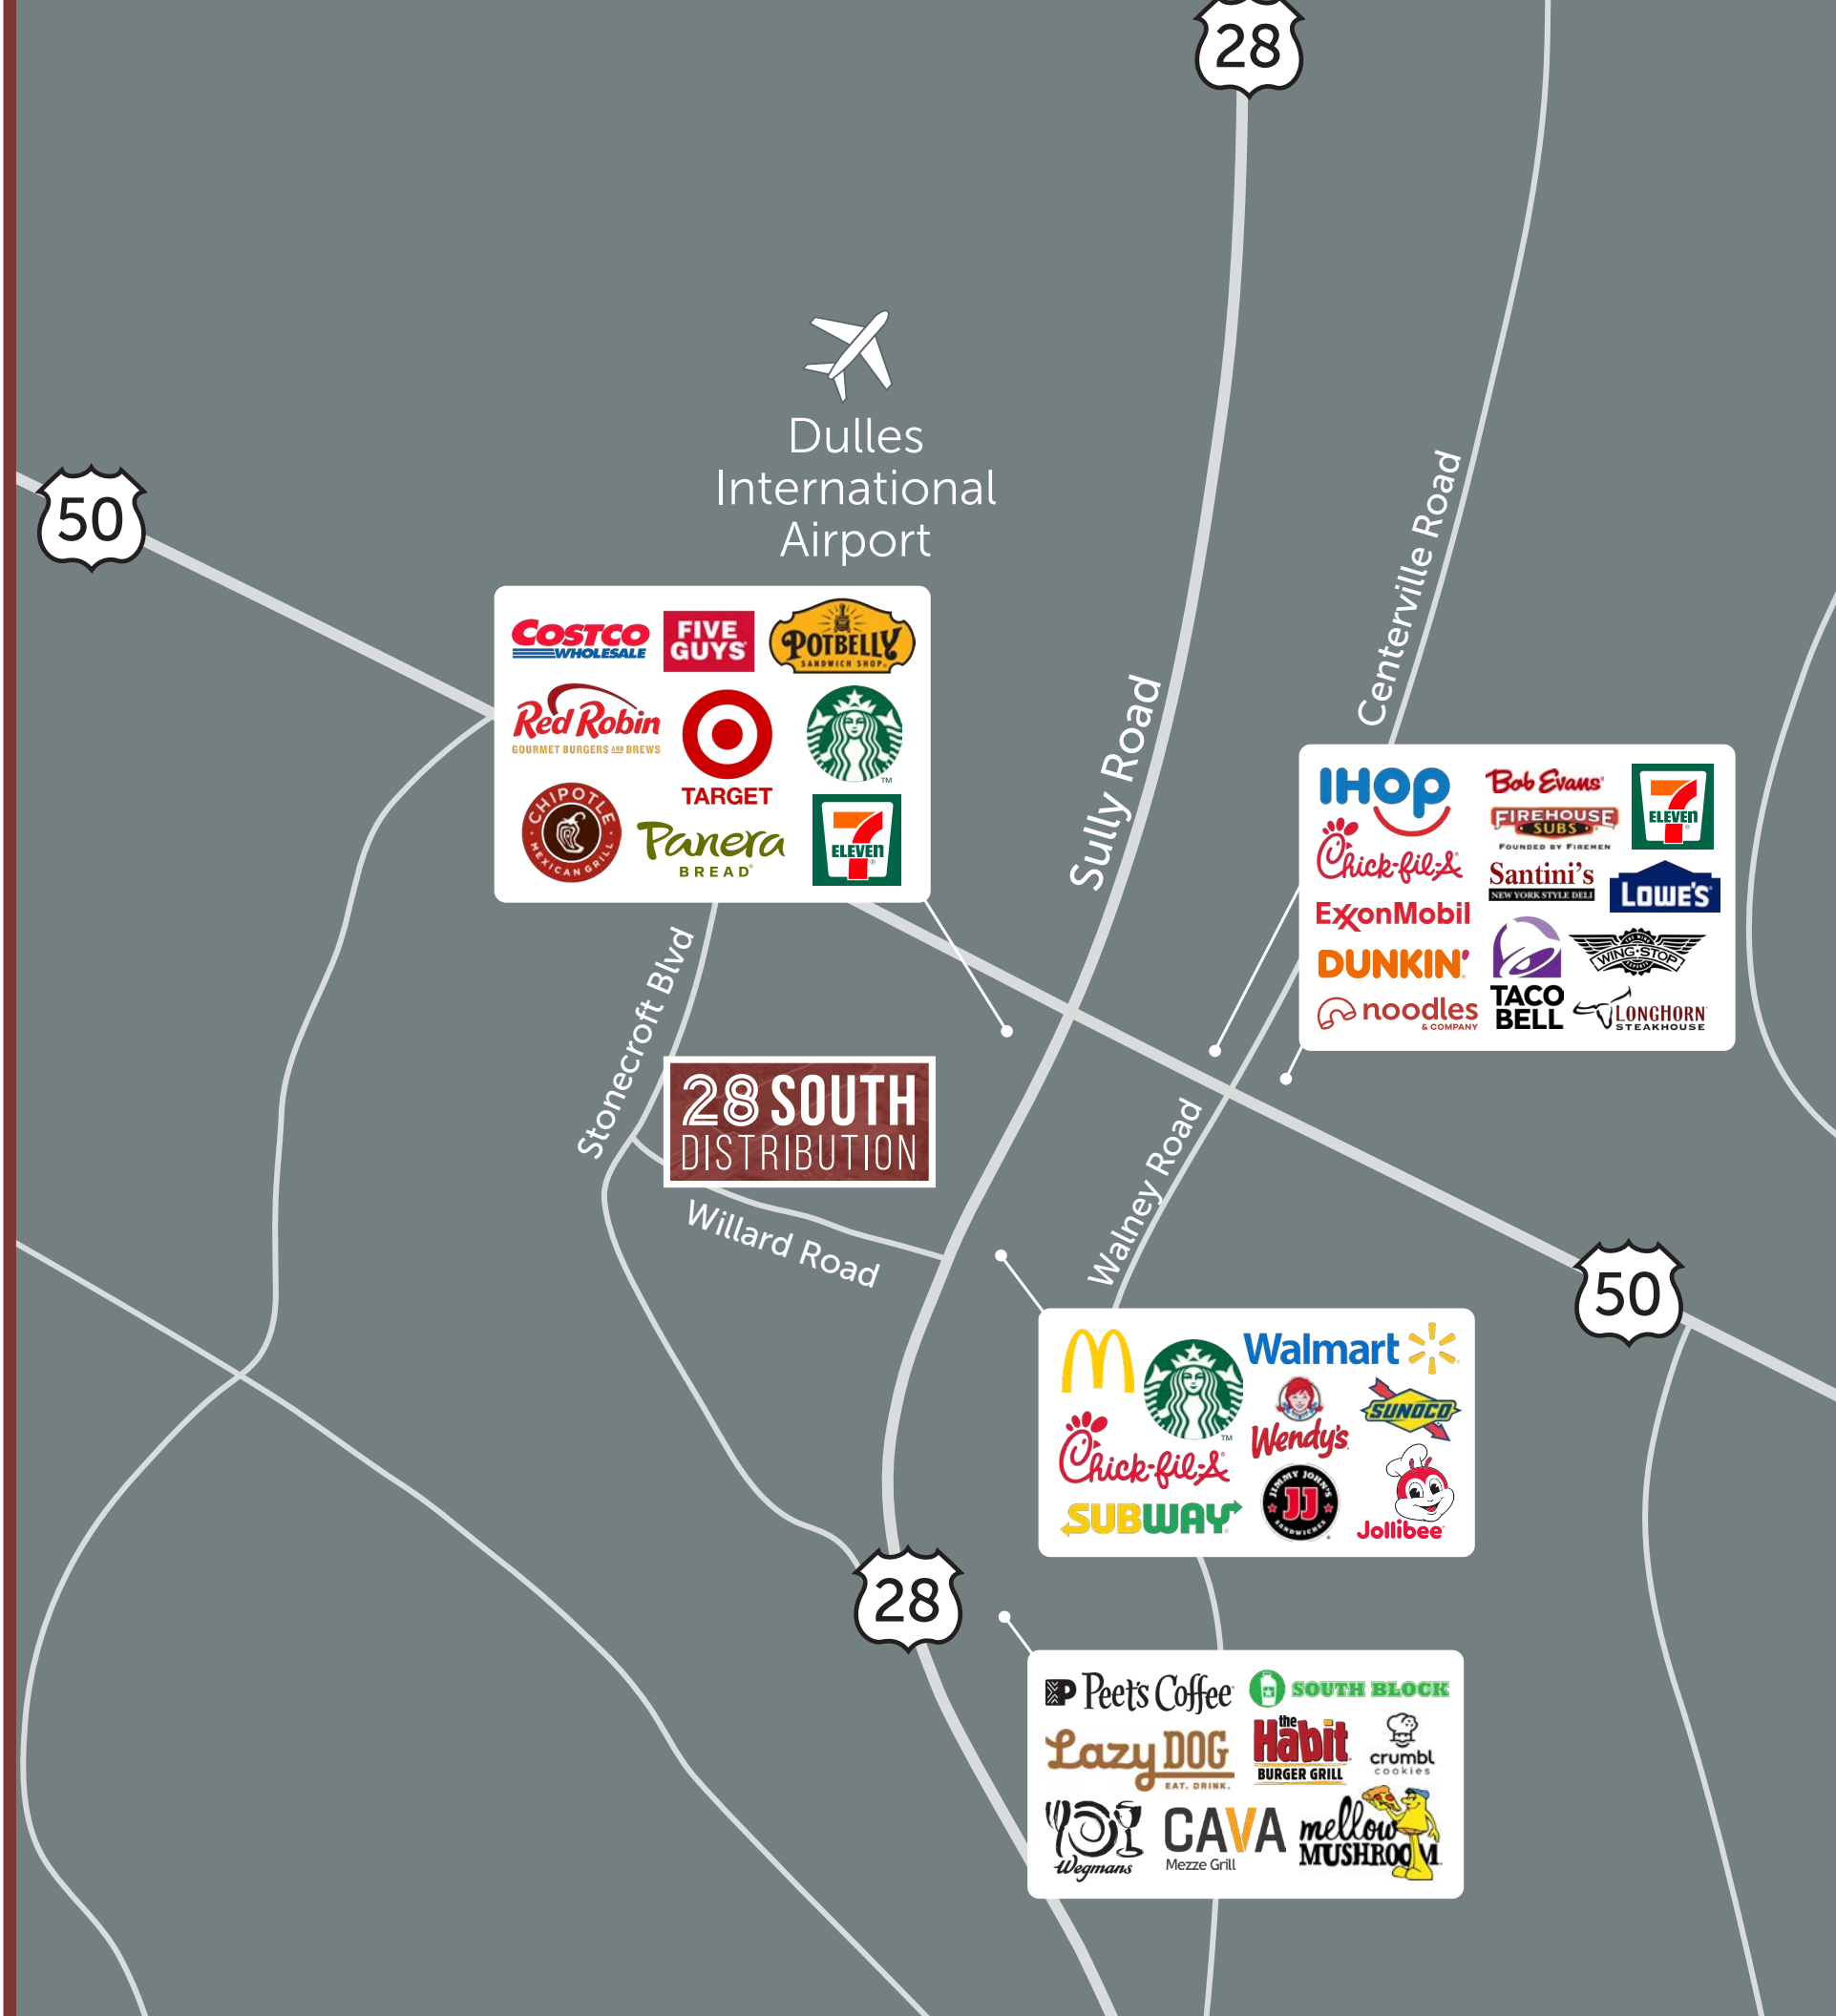 28
Dulles
International
Airport
50
Sully Road
Centerville Road
COSTCO
WHOLESALE
FIVE
GUYS
POTBELLY
SANDWICH SHOP
Red Robin
GOURMET BURGERS AND BREWS
TARGET
TM
CHIPOTLE
MEXICAN GRILL
Panera
BREAD®
7
ELEVEn
®
IHOP
Bob Evans
FIREHOUSE
SUBS
FOUNDED BY FIREMEN
7
ELEVEn
Chick-fil-A
Santini's
NEW YORK STYLE DELI
LOWE'S
ExxonMobil
DUNKIN'
WING·STOP
noodles
& COMPANY
TACO
BELL
LONGHORN
STEAKHOUSE
Stonecroft Blvd
28 SOUTH
DISTRIBUTION
Willard Road
Walney Road
50
Walmart
TM
Wendy's
SUNOCO
Chick-fil-A
SUBWAY
JIMMY JOHN'S
JJ
SANDWICHES
Jollibee
28
Peet's Coffee
SOUTH BLOCK
Lazy DOG
EAT. DRINK.
the
Habit
BURGER GRILL
crumbl
cookies
Wegmans
CAVA
Mezze Grill
mellow
MUSHROOM